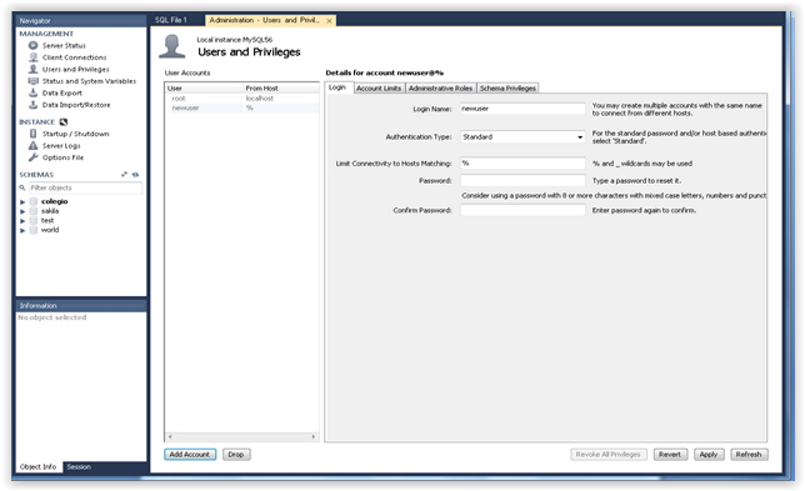 Navigator
MANAGEMENT
Server Status
Client Connections
Users and Privileges
Status and System Variables
Data Export
Data Import/Restore
INSTANCE
Startup / Shutdown
Server Logs
Options File
SCHEMAS
Filter objects
colegio
sakila
test
world
Information
No object selected
Object Info Session
SQL File 1 Administration - Users and Privil... ×
Local instance MySQL56
Users and Privileges
User Accounts
User From Host
root localhost
newuser %
Add Account Drop
Details for account newuser@%
Login Account Limits Administrative Roles Schema Privileges
Login Name: newuser You may create multiple accounts with the same name
to connect from different hosts.
Authentication Type: Standard For the standard password and/or host based authentic
select 'Standard'.
Limit Connectivity to Hosts Matching: % % and _ wildcards may be used
Password: Type a password to reset it.
Consider using a password with 8 or more characters with mixed case letters, numbers and punct
Confirm Password: Enter password again to confirm.
Revoke All Privileges Revert Apply Refresh